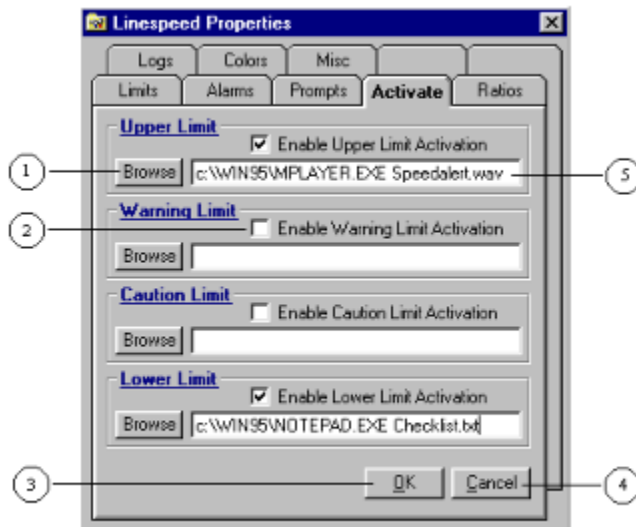 Linespeed Properties
Logs Colors Misc
Limits Alarms Prompts Activate Ratios
Upper Limit
Enable Upper Limit Activation
1 Browse c:\WIN95\MPLAYER.EXE Speedalert.wav 5
Warning Limit
2 Enable Warning Limit Activation
Browse
Caution Limit
Enable Caution Limit Activation
Browse
Lower Limit
Enable Lower Limit Activation
Browse c:\WIN95\NOTEPAD.EXE Checklist.txt
3 OK Cancel 4